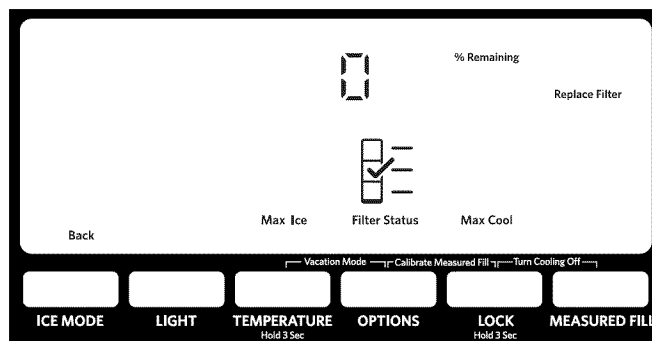 0
% Remaining
Replace Filter
Max Ice Filter Status Max Cool
Back
Vacation Mode Calibrate Measured Fill Turn Cooling Off
ICE MODE LIGHT TEMPERATURE OPTIONS LOCK MEASURED FILL
Hold 3 Sec Hold 3 Sec